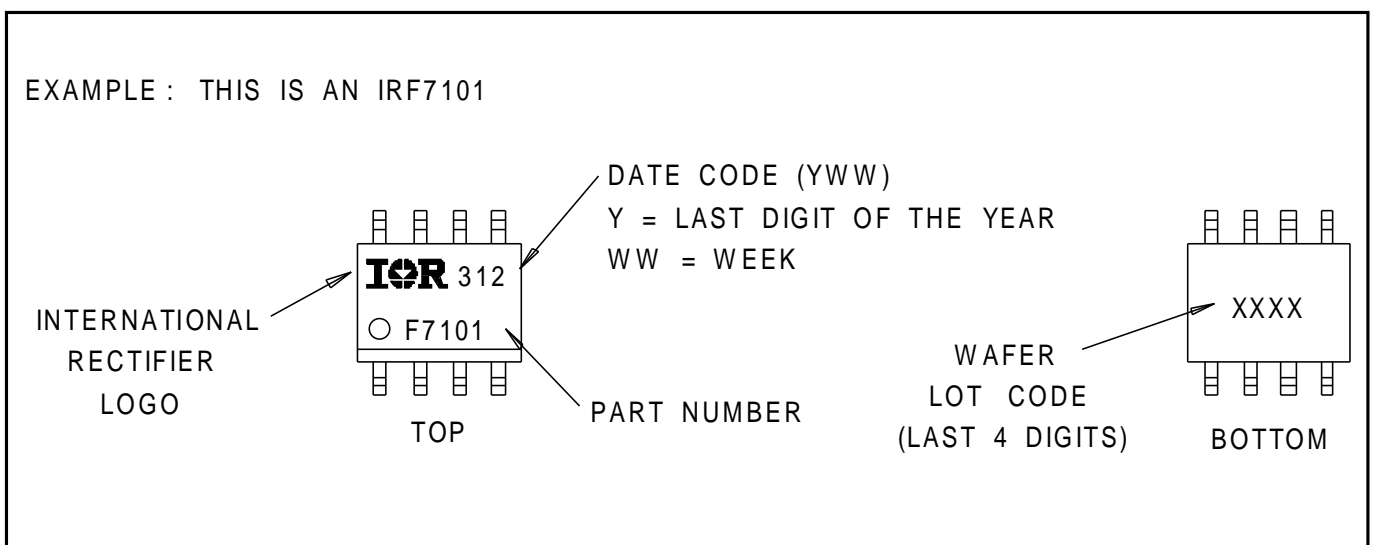 EXAMPLE : THIS IS AN IRF7101
DATE CODE (YWW)
Y = LAST DIGIT OF THE YEAR
WW = WEEK
IOR 312
F7101
INTERNATIONAL
RECTIFIER
LOGO
TOP
PART NUMBER
XXXX
WAFER
LOT CODE
(LAST 4 DIGITS)
BOTTOM